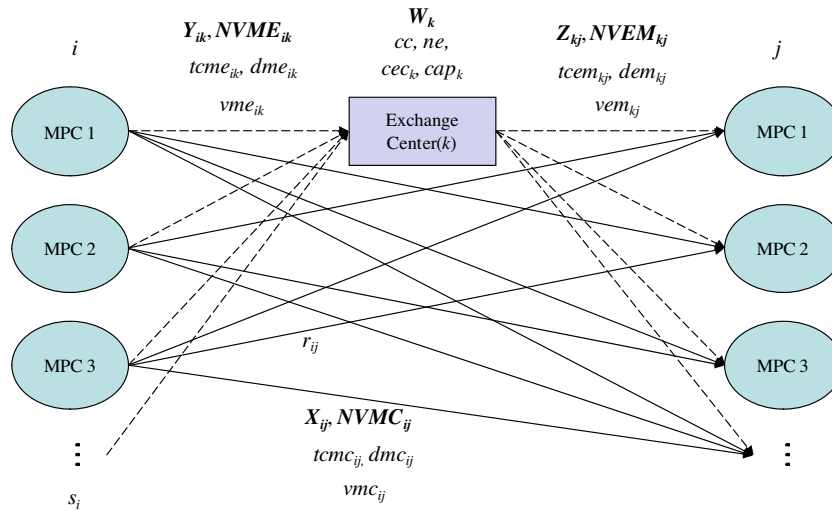 i
Y_ik, NVME_ik
tcme_ik, dme_ik
vme_ik
W_k
cc, ne,
cec_k, cap_k
Z_kj, NVEM_kj
tcem_kj, dem_kj
vem_kj
j
MPC 1
Exchange
Center(k)
MPC 1
MPC 2
MPC 2
r_ij
MPC 3
MPC 3
X_ij, NVMC_ij
tcmc_ij, dmc_ij
vmc_ij
s_i